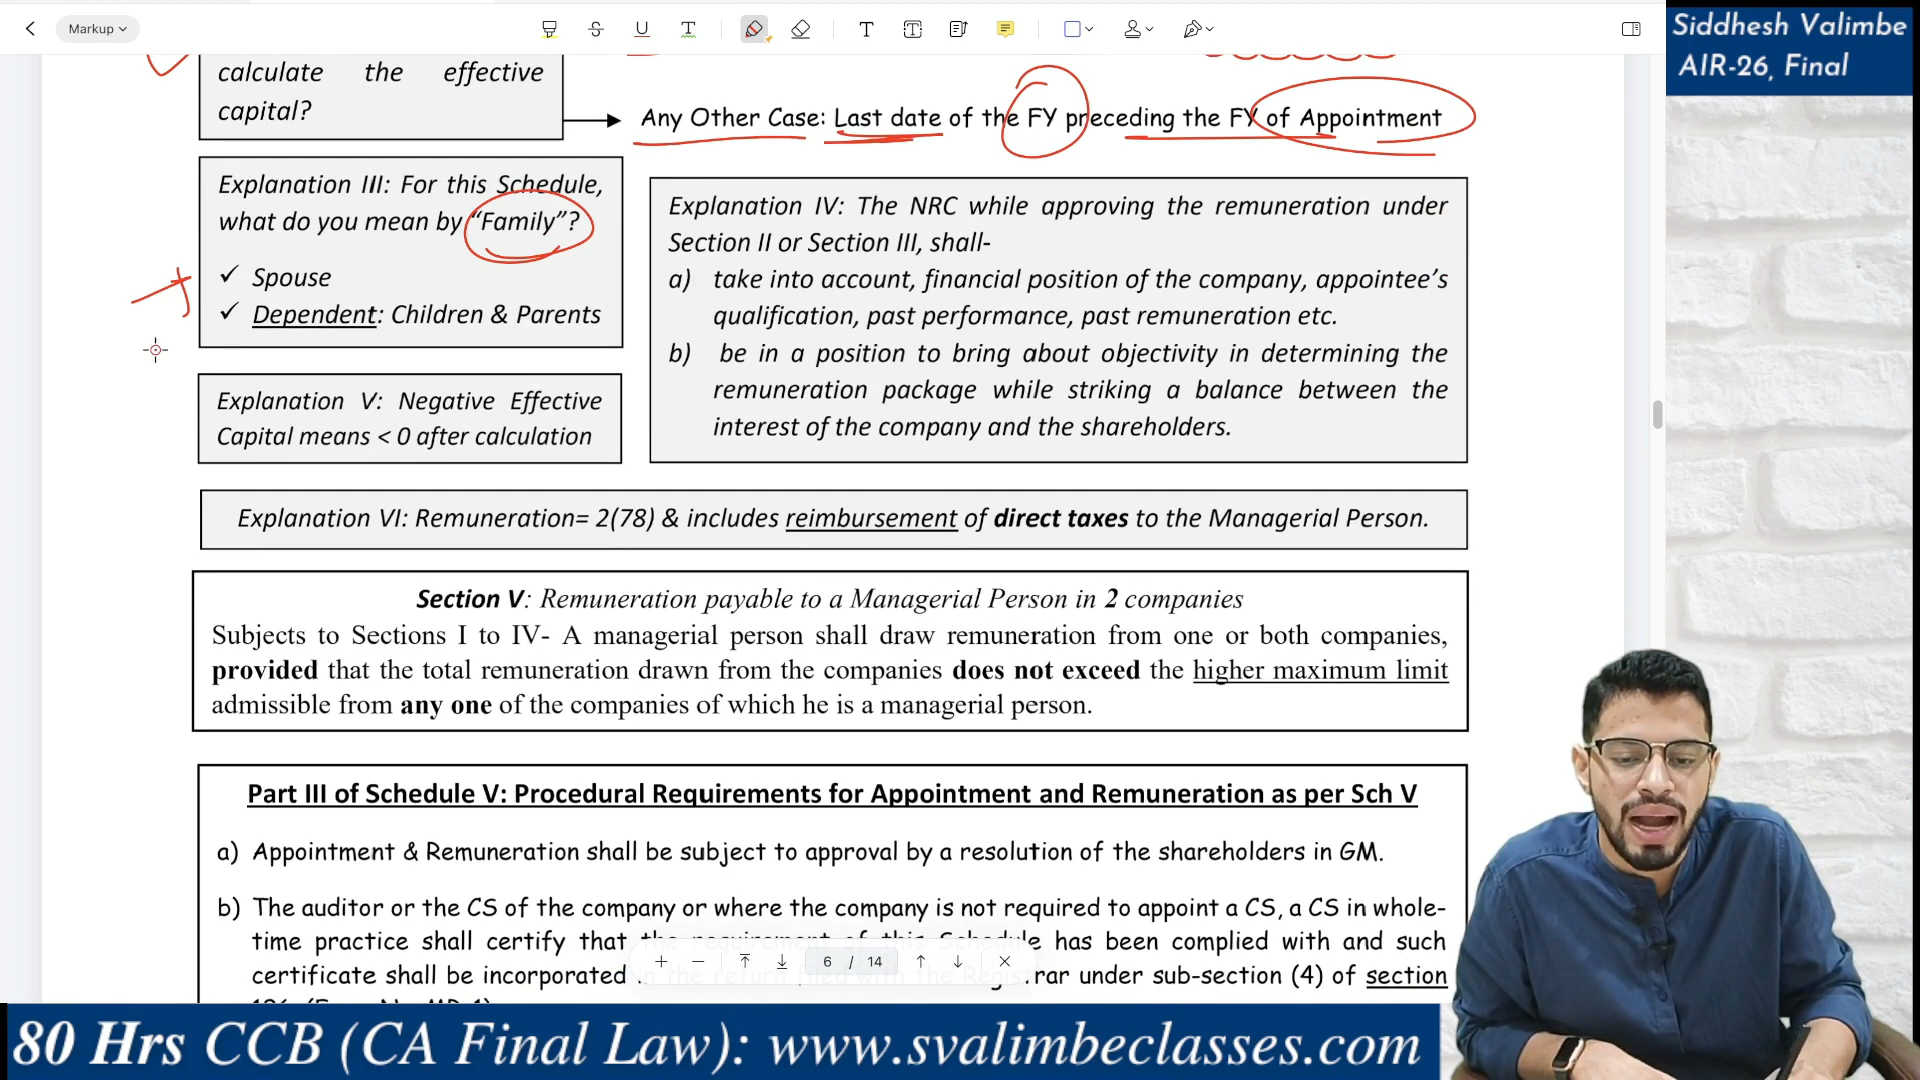 Markup
Siddhesh Valimbe
AIR-26, Final
calculate the effective
capital?
Any Other Case: Last date of the FY preceding the FY of Appointment
Explanation III: For this Schedule,
what do you mean by “Family”?
✓ Spouse
✓ Dependent: Children & Parents
Explanation IV: The NRC while approving the remuneration under
Section II or Section III, shall-
a) take into account, financial position of the company, appointee’s
qualification, past performance, past remuneration etc.
b) be in a position to bring about objectivity in determining the
remuneration package while striking a balance between the
interest of the company and the shareholders.
Explanation V: Negative Effective
Capital means < 0 after calculation
Explanation VI: Remuneration= 2(78) & includes reimbursement of direct taxes to the Managerial Person.
Section V: Remuneration payable to a Managerial Person in 2 companies
Subjects to Sections I to IV- A managerial person shall draw remuneration from one or both companies,
provided that the total remuneration drawn from the companies does not exceed the higher maximum limit
admissible from any one of the companies of which he is a managerial person.
Part III of Schedule V: Procedural Requirements for Appointment and Remuneration as per Sch V
a) Appointment & Remuneration shall be subject to approval by a resolution of the shareholders in GM.
b) The auditor or the CS of the company or where the company is not required to appoint a CS, a CS in whole-
time practice shall certify that the requirement of this Schedule has been complied with and such
certificate shall be incorporated in the return filed with the Registrar under sub-section (4) of section
6 / 14
80 Hrs CCB (CA Final Law): www.svalimbeclasses.com